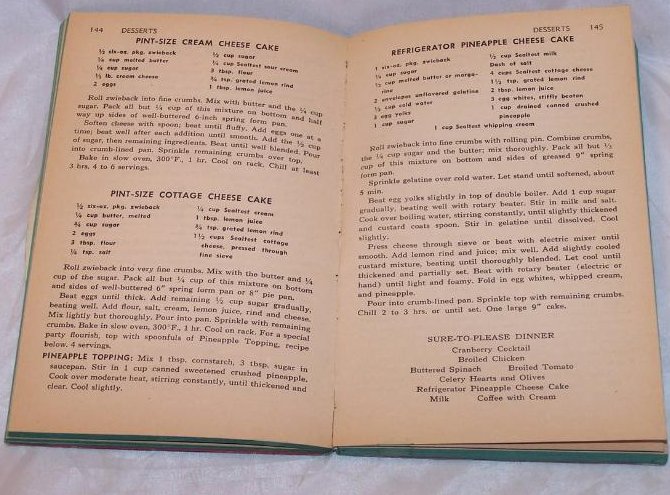 144 DESSERTS
PINT-SIZE CREAM CHEESE CAKE
½ six-oz. pkg. zwieback
¼ cup melted butter
¼ cup sugar
½ lb. cream cheese
2 eggs
½ cup sugar
¼ cup Sealtest sour cream
3 tbsp. flour
¾ tsp. grated lemon rind
1 tbsp. lemon juice
Roll zwieback into fine crumbs. Mix with butter and the ¼ cup
sugar. Pack all but ¼ cup of this mixture on bottom and half
way up sides of well-buttered 6-inch spring form pan.
Soften cheese with spoon; beat until fluffy. Add eggs one at a
time; beat well after each addition until smooth. Add the ½ cup
of sugar, then remaining ingredients. Beat until well blended. Pour
into crumb-lined pan. Sprinkle remaining crumbs over top.
Bake in slow oven, 300°F., 1 hr. Cool on rack. Chill at least
3 hrs. 4 to 6 servings.
PINT-SIZE COTTAGE CHEESE CAKE
½ six-oz. pkg. zwieback
¼ cup butter, melted
¾ cup sugar
2 eggs
3 tbsp. flour
¼ tsp. salt
¼ cup Sealtest cream
1 tbsp. lemon juice
¾ tsp. grated lemon rind
1½ cups Sealtest cottage
cheese, pressed through
fine sieve
Roll zwieback into very fine crumbs. Mix with the butter and ¼
cup of the sugar. Pack all but ¼ cup of this mixture on bottom
and sides of well-buttered 6" spring form pan or 8" pie pan.
Beat eggs until thick. Add remaining ½ cup sugar gradually,
beating well. Add flour, salt, cream, lemon juice, rind and cheese.
Mix lightly but thoroughly. Pour into pan. Sprinkle with remaining
crumbs. Bake in slow oven, 300°F., 1 hr. Cool on rack. For a special
party flourish, top with spoonfuls of Pineapple Topping, recipe
below. 4 servings.
PINEAPPLE TOPPING: Mix 1 tbsp. cornstarch, 3 tbsp. sugar in
saucepan. Stir in 1 cup canned sweetened crushed pineapple.
Cook over moderate heat, stirring constantly, until thickened and
clear. Cool slightly.
DESSERTS 145
REFRIGERATOR PINEAPPLE CHEESE CAKE
1 six-oz. pkg. zwieback
¼ cup sugar
½ cup melted butter or marga-
rine
2 envelopes unflavored gelatine
½ cup cold water
3 egg yolks
1 cup sugar
½ cup Sealtest milk
Dash of salt
4 cups Sealtest cottage cheese
1½ tsp. grated lemon rind
2 tbsp. lemon juice
3 egg whites, stiffly beaten
1 cup drained canned crushed
pineapple
1 cup Sealtest whipping cream
Roll zwieback into fine crumbs with rolling pin. Combine crumbs,
the ¼ cup sugar and the butter; mix thoroughly. Pack all but ½
cup of this mixture on bottom and sides of greased 9" spring
form pan.
Sprinkle gelatine over cold water. Let stand until softened, about
5 min.
Beat egg yolks slightly in top of double boiler. Add 1 cup sugar
gradually, beating well with rotary beater. Stir in milk and salt.
Cook over boiling water, stirring constantly, until slightly thickened
and custard coats spoon. Stir in gelatine until dissolved. Cool
slightly.
Press cheese through sieve or beat with electric mixer until
smooth. Add lemon rind and juice; mix well. Add slightly cooled
custard mixture, beating until thoroughly blended. Let cool until
thickened and partially set. Beat with rotary beater (electric or
hand) until light and foamy. Fold in egg whites, whipped cream,
and pineapple.
Pour into crumb-lined pan. Sprinkle top with remaining crumbs.
Chill 2 to 3 hrs. or until set. One large 9" cake.
SURE-TO-PLEASE DINNER
Cranberry Cocktail
Broiled Chicken
Buttered Spinach Broiled Tomato
Celery Hearts and Olives
Refrigerator Pineapple Cheese Cake
Milk Coffee with Cream